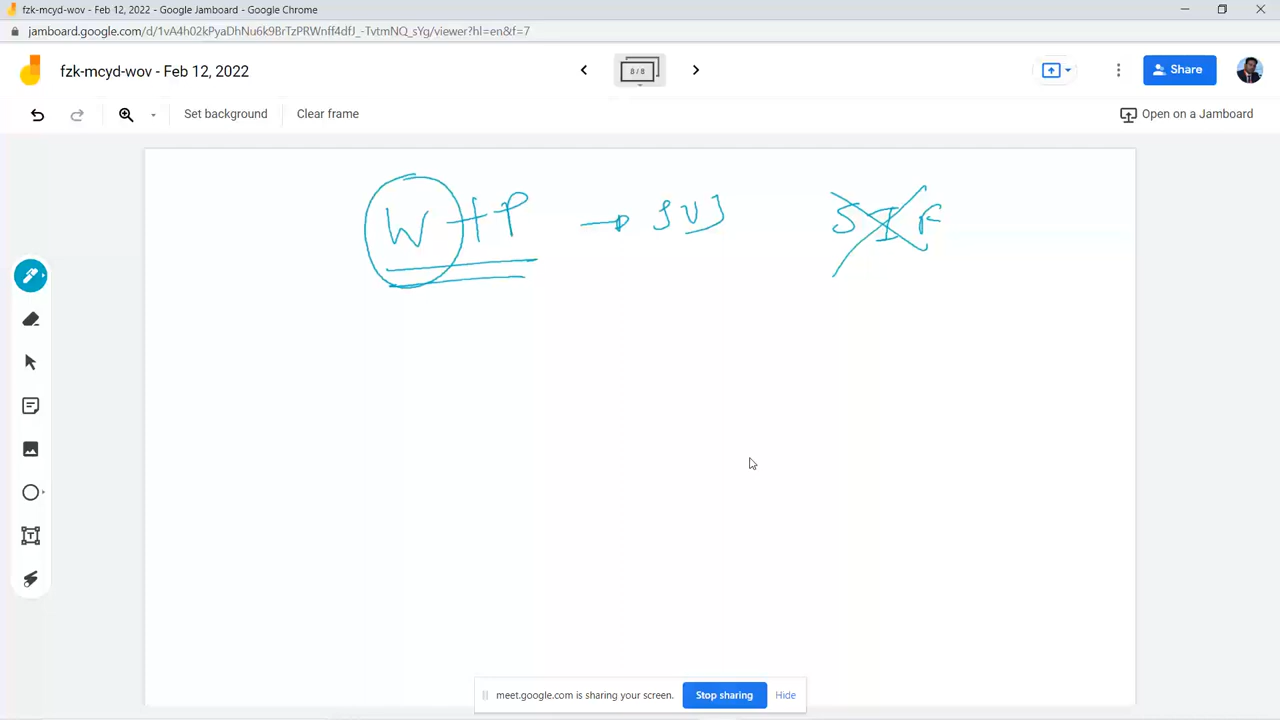 fzk-mcyd-wov - Feb 12, 2022 - Google Jamboard - Google Chrome
jamboard.google.com/d/1vA4h02kPyaDhNu6k9BrTzPRWnff4dfJ_-TvtmNQ_sYg/viewer?hl=en&f=7
fzk-mcyd-wov - Feb 12, 2022
8 / 8
Share
Set background
Clear frame
Open on a Jamboard
W + P →
meet.google.com is sharing your screen.
Stop sharing
Hide